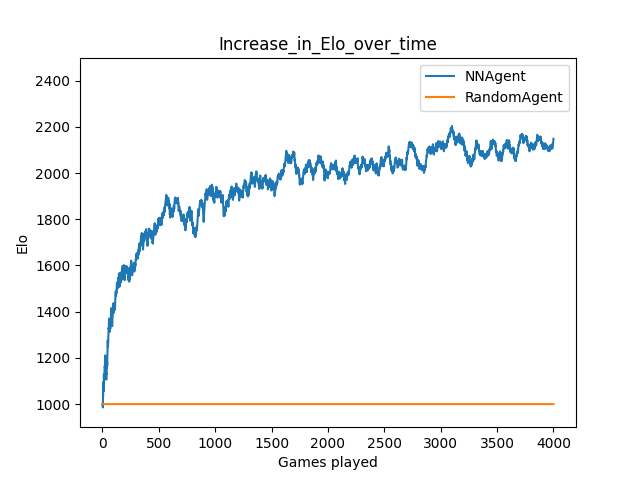 Increase_in_Elo_over_time
NNAgent
RandomAgent
2400
2200
2000
1800
1600
1400
1200
1000
Elo
0 500 1000 1500 2000 2500 3000 3500 4000
Games played